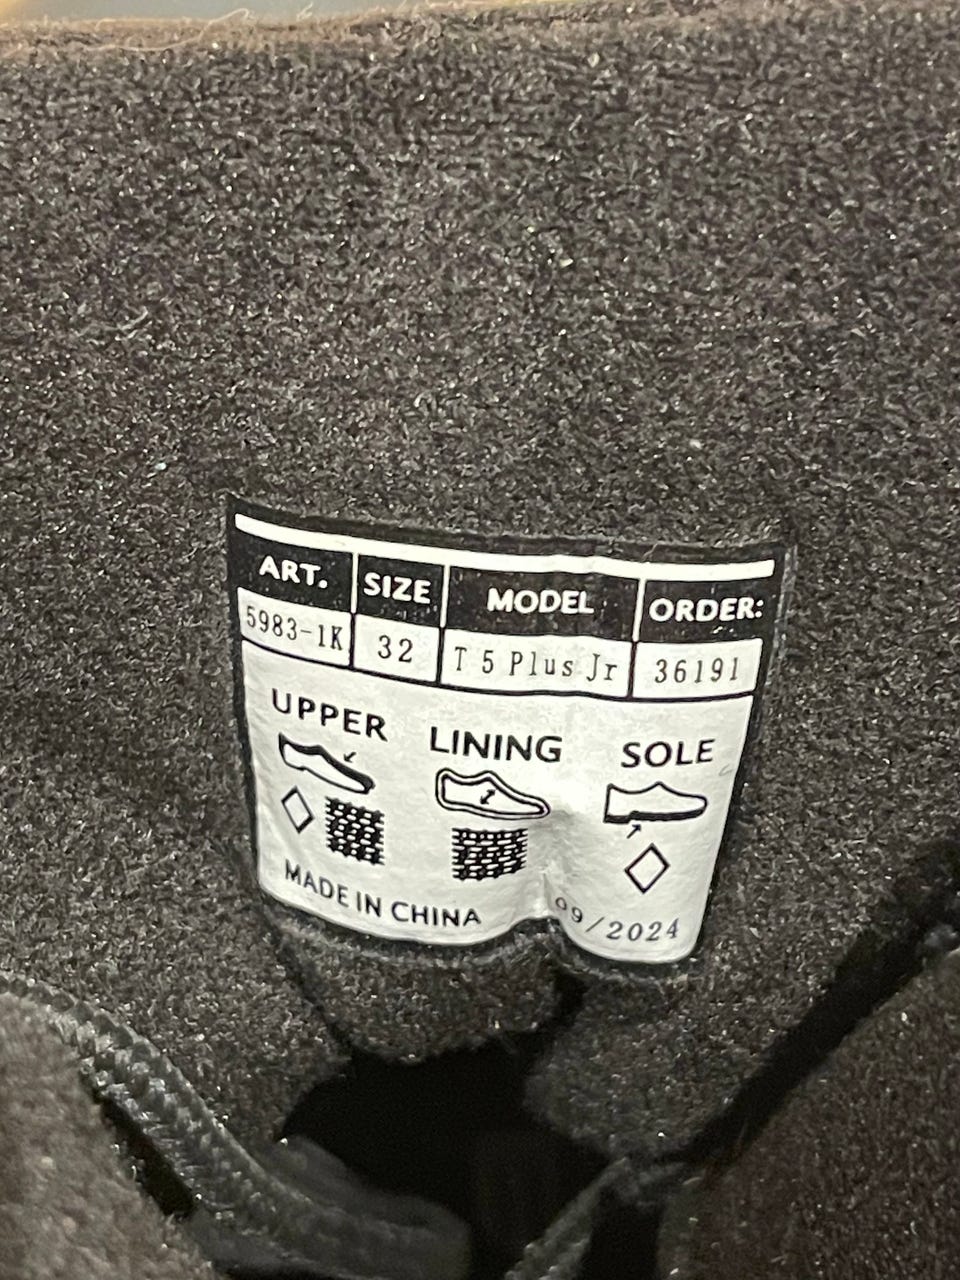 ART. SIZE MODEL ORDER:
5983-1K 32 T 5 Plus Jr 36191
UPPER LINING SOLE
MADE IN CHINA 09/2024